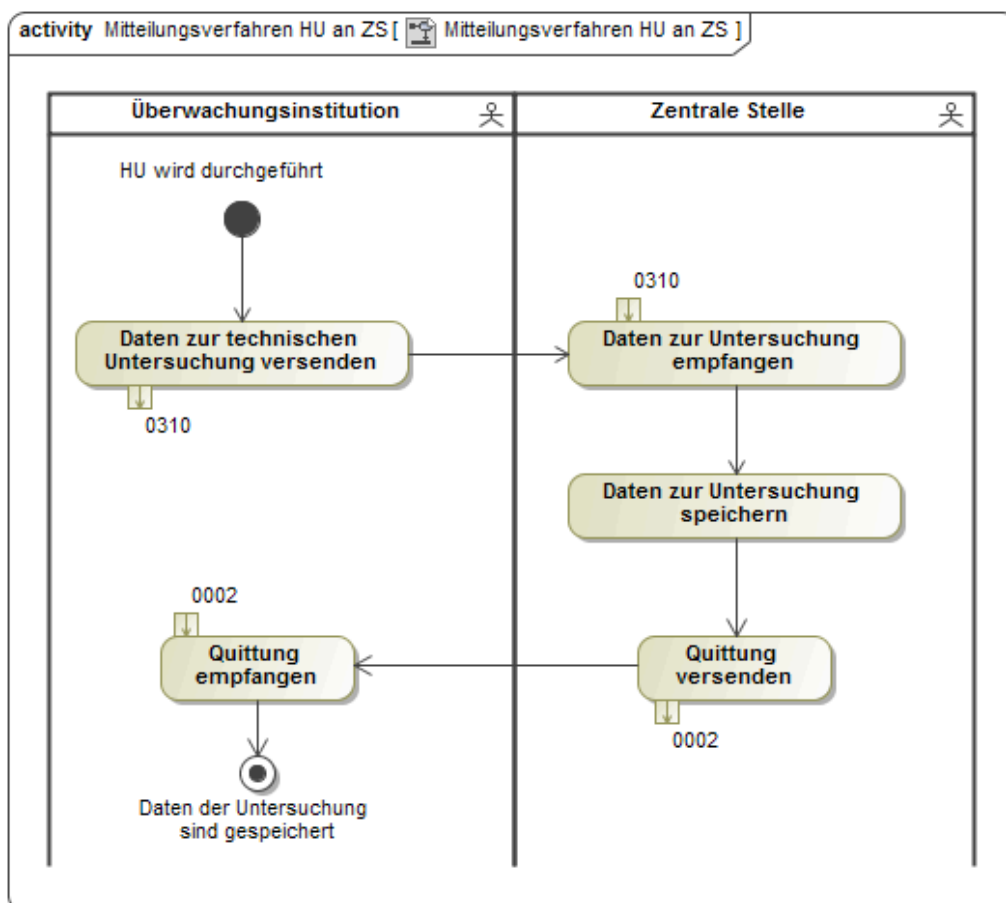 activity Mitteilungsverfahren HU an ZS [ Mitteilungsverfahren HU an ZS ]
Überwachungsinstitution
Zentrale Stelle
HU wird durchgeführt
0310
Daten zur technischen
Untersuchung versenden
Daten zur Untersuchung
empfangen
0310
Daten zur Untersuchung
speichern
0002
Quittung
empfangen
Quittung
versenden
0002
Daten der Untersuchung
sind gespeichert